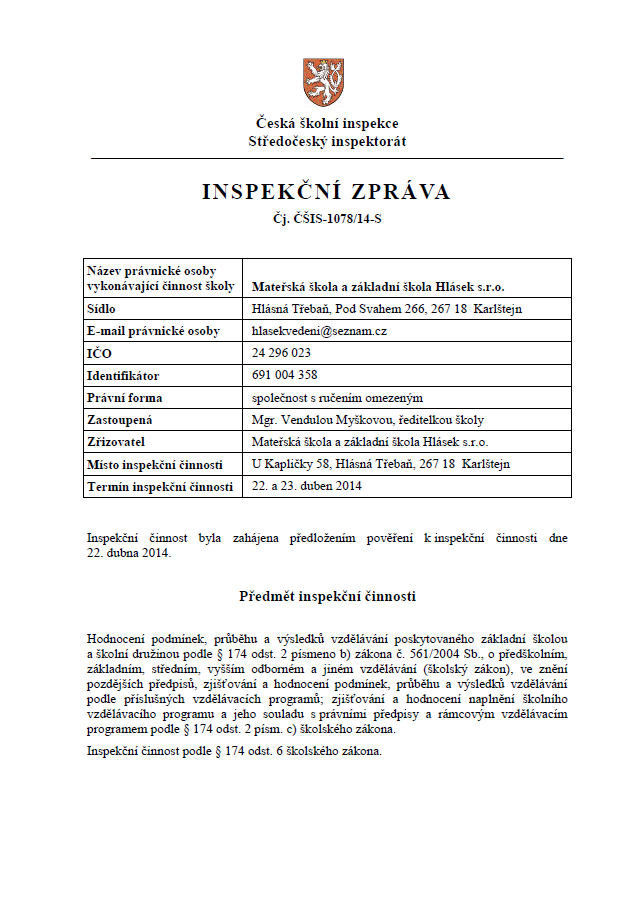 Česká školní inspekce
Středočeský inspektorát
INSPEKČNÍ ZPRÁVA
Čj. ČŠIS-1078/14-S
Název právnické osoby
vykonávající činnost školy Mateřská škola a základní škola Hlásek s.r.o.
Sídlo Hlásná Třebaň, Pod Svahem 266, 267 18 Karlštejn
E-mail právnické osoby hlasekvedeni@seznam.cz
IČO 24 296 023
Identifikátor 691 004 358
Právní forma společnost s ručením omezeným
Zastoupená Mgr. Vendulou Myškovou, ředitelkou školy
Zřizovatel Mateřská škola a základní škola Hlásek s.r.o.
Místo inspekční činnosti U Kapličky 58, Hlásná Třebaň, 267 18 Karlštejn
Termín inspekční činnosti 22. a 23. duben 2014
Inspekční činnost byla zahájena předložením pověření k inspekční činnosti dne
22. dubna 2014.
Předmět inspekční činnosti
Hodnocení podmínek, průběhu a výsledků vzdělávání poskytovaného základní školou
a školní družinou podle § 174 odst. 2 písmeno b) zákona č. 561/2004 Sb., o předškolním,
základním, středním, vyšším odborném a jiném vzdělávání (školský zákon), ve znění
pozdějších předpisů, zjišťování a hodnocení podmínek, průběhu a výsledků vzdělávání
podle příslušných vzdělávacích programů; zjišťování a hodnocení naplnění školního
vzdělávacího programu a jeho souladu s právními předpisy a rámcovým vzdělávacím
programem podle § 174 odst. 2 písm. c) školského zákona.
Inspekční činnost podle § 174 odst. 6 školského zákona.